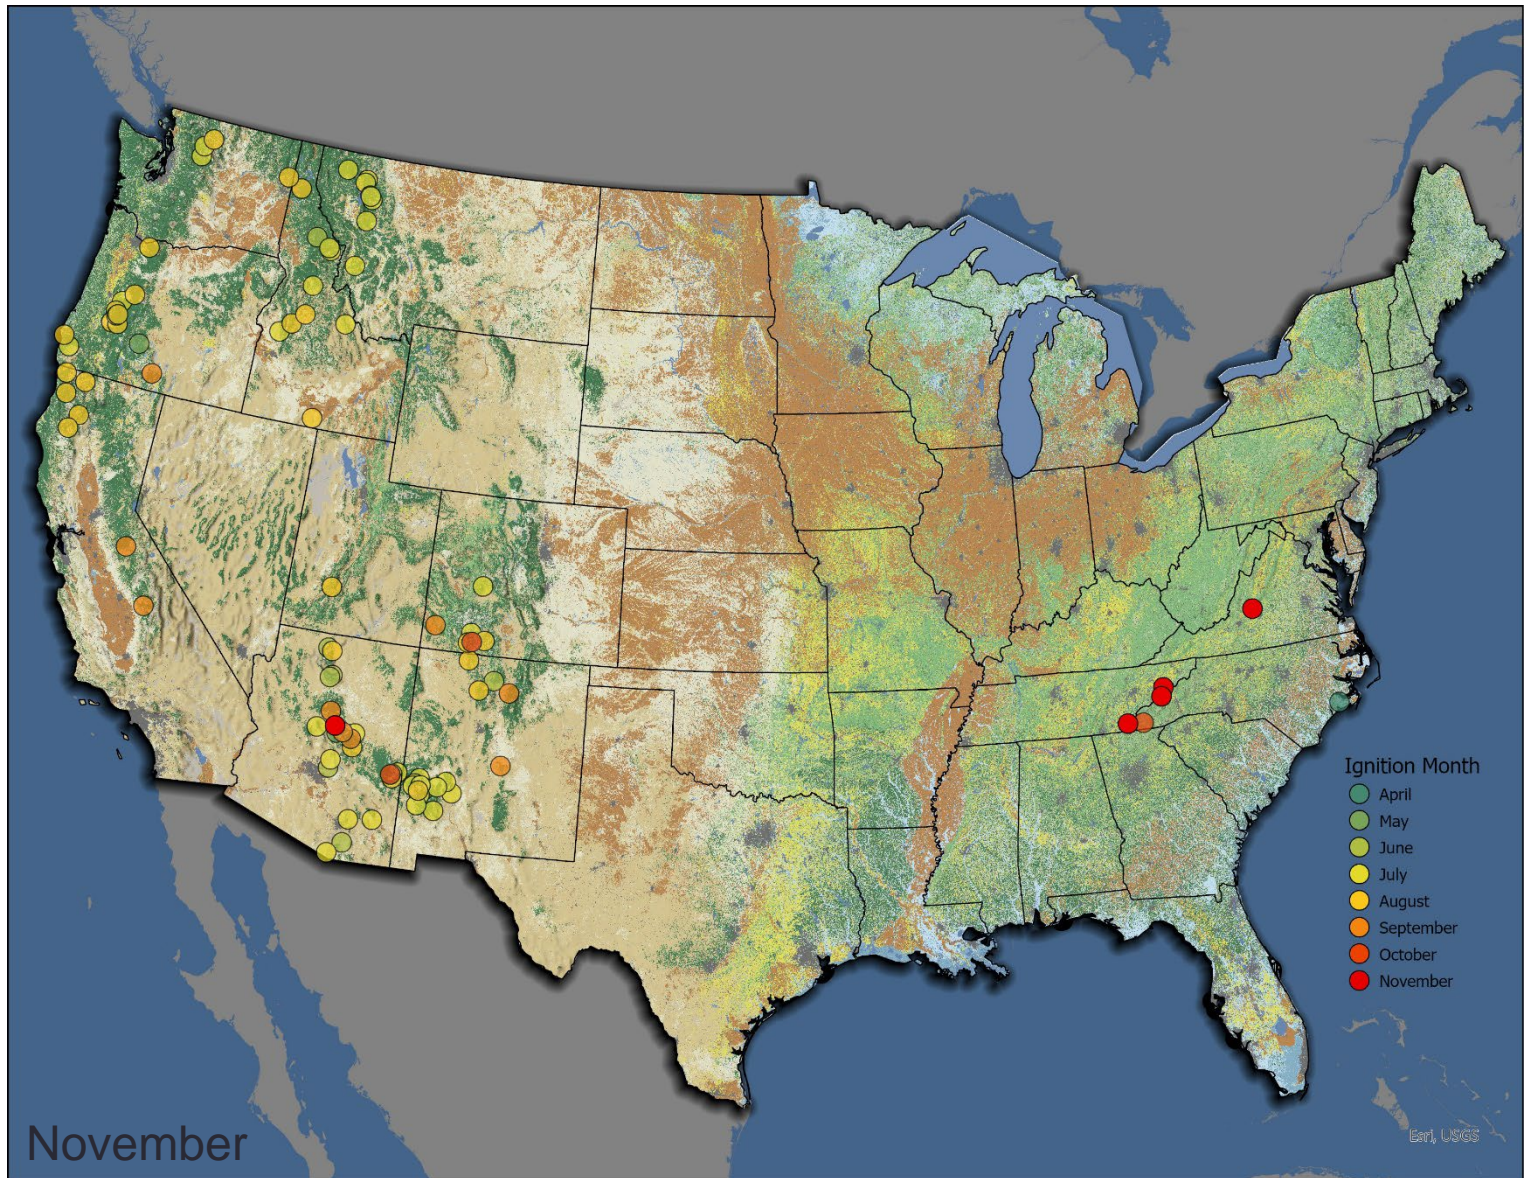 Ignition Month
April
May
June
July
August
September
October
November
November
Esri, USGS